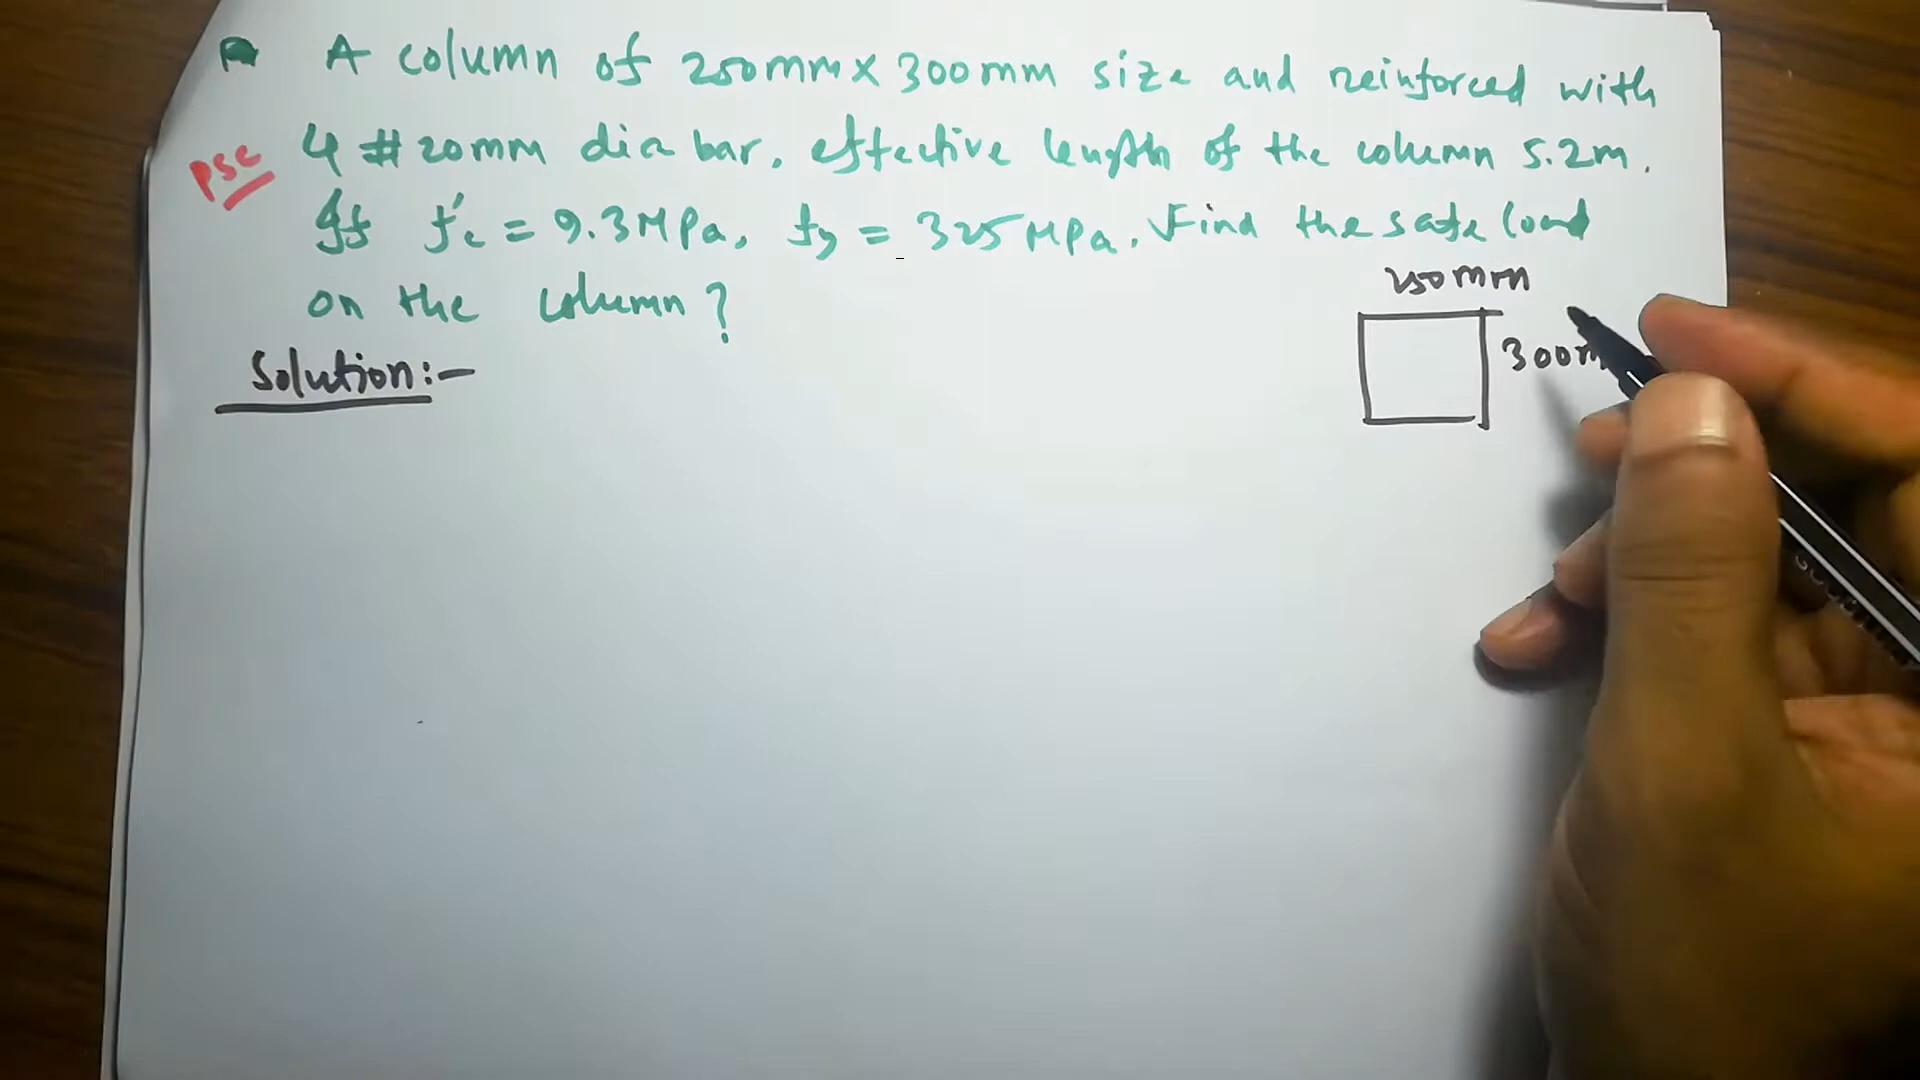 A column of 250mm x 300mm size and reinforced with
PSC
4 # 20mm dia bar. effective length of the column 5.2m.
If f'c = 9.3MPa, fy = 325MPa. Find the safe load
on the column?
250mm
300m
Solution:-